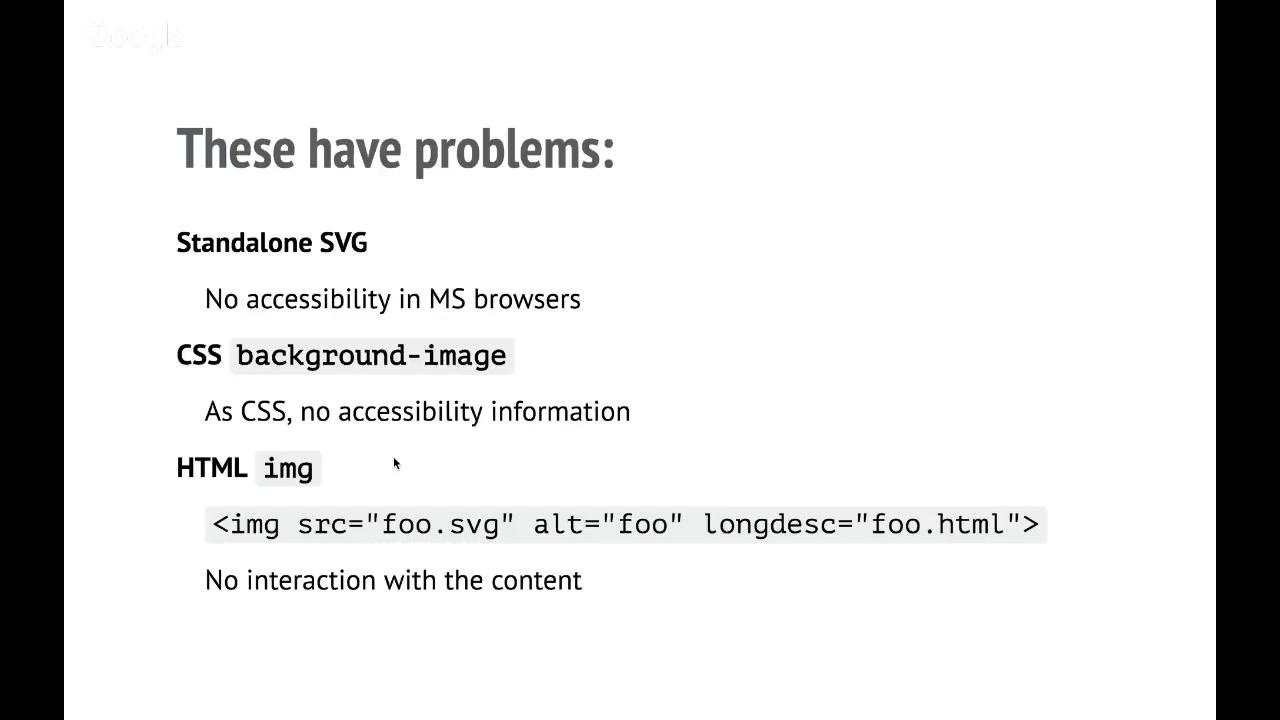 Google
These have problems:
Standalone SVG
No accessibility in MS browsers
CSS background-image
As CSS, no accessibility information
HTML img
<img src="foo.svg" alt="foo" longdesc="foo.html">
No interaction with the content